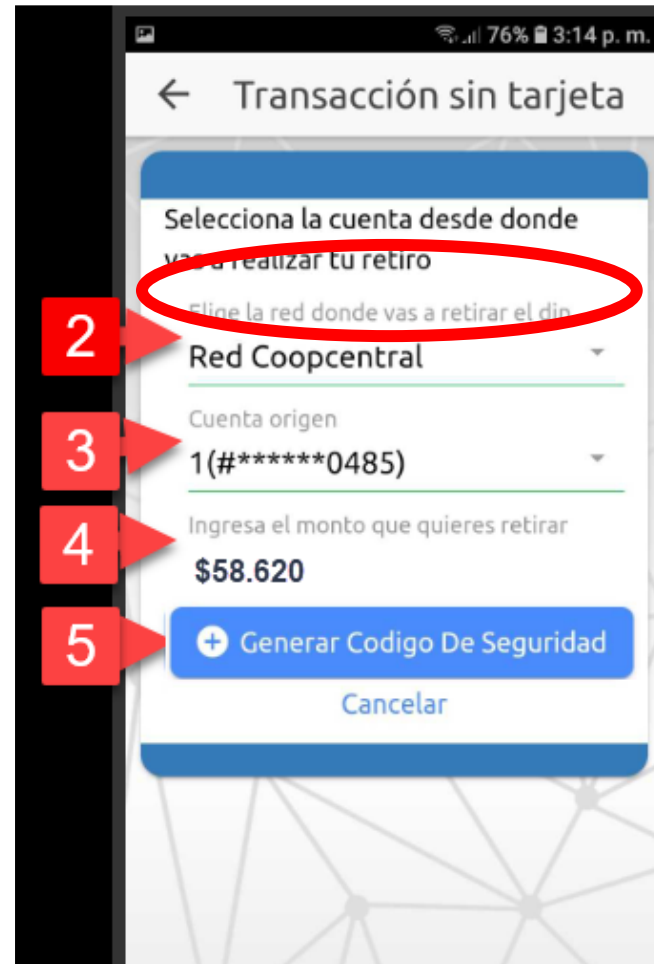 76% 3:14 p. m.
Transacción sin tarjeta
Selecciona la cuenta desde donde
vas a realizar tu retiro
Elige la red donde vas a retirar el din
2
Red Coopcentral
Cuenta origen
3
1(#******0485)
Ingresa el monto que quieres retirar
4
$58.620
5
Generar Codigo De Seguridad
Cancelar